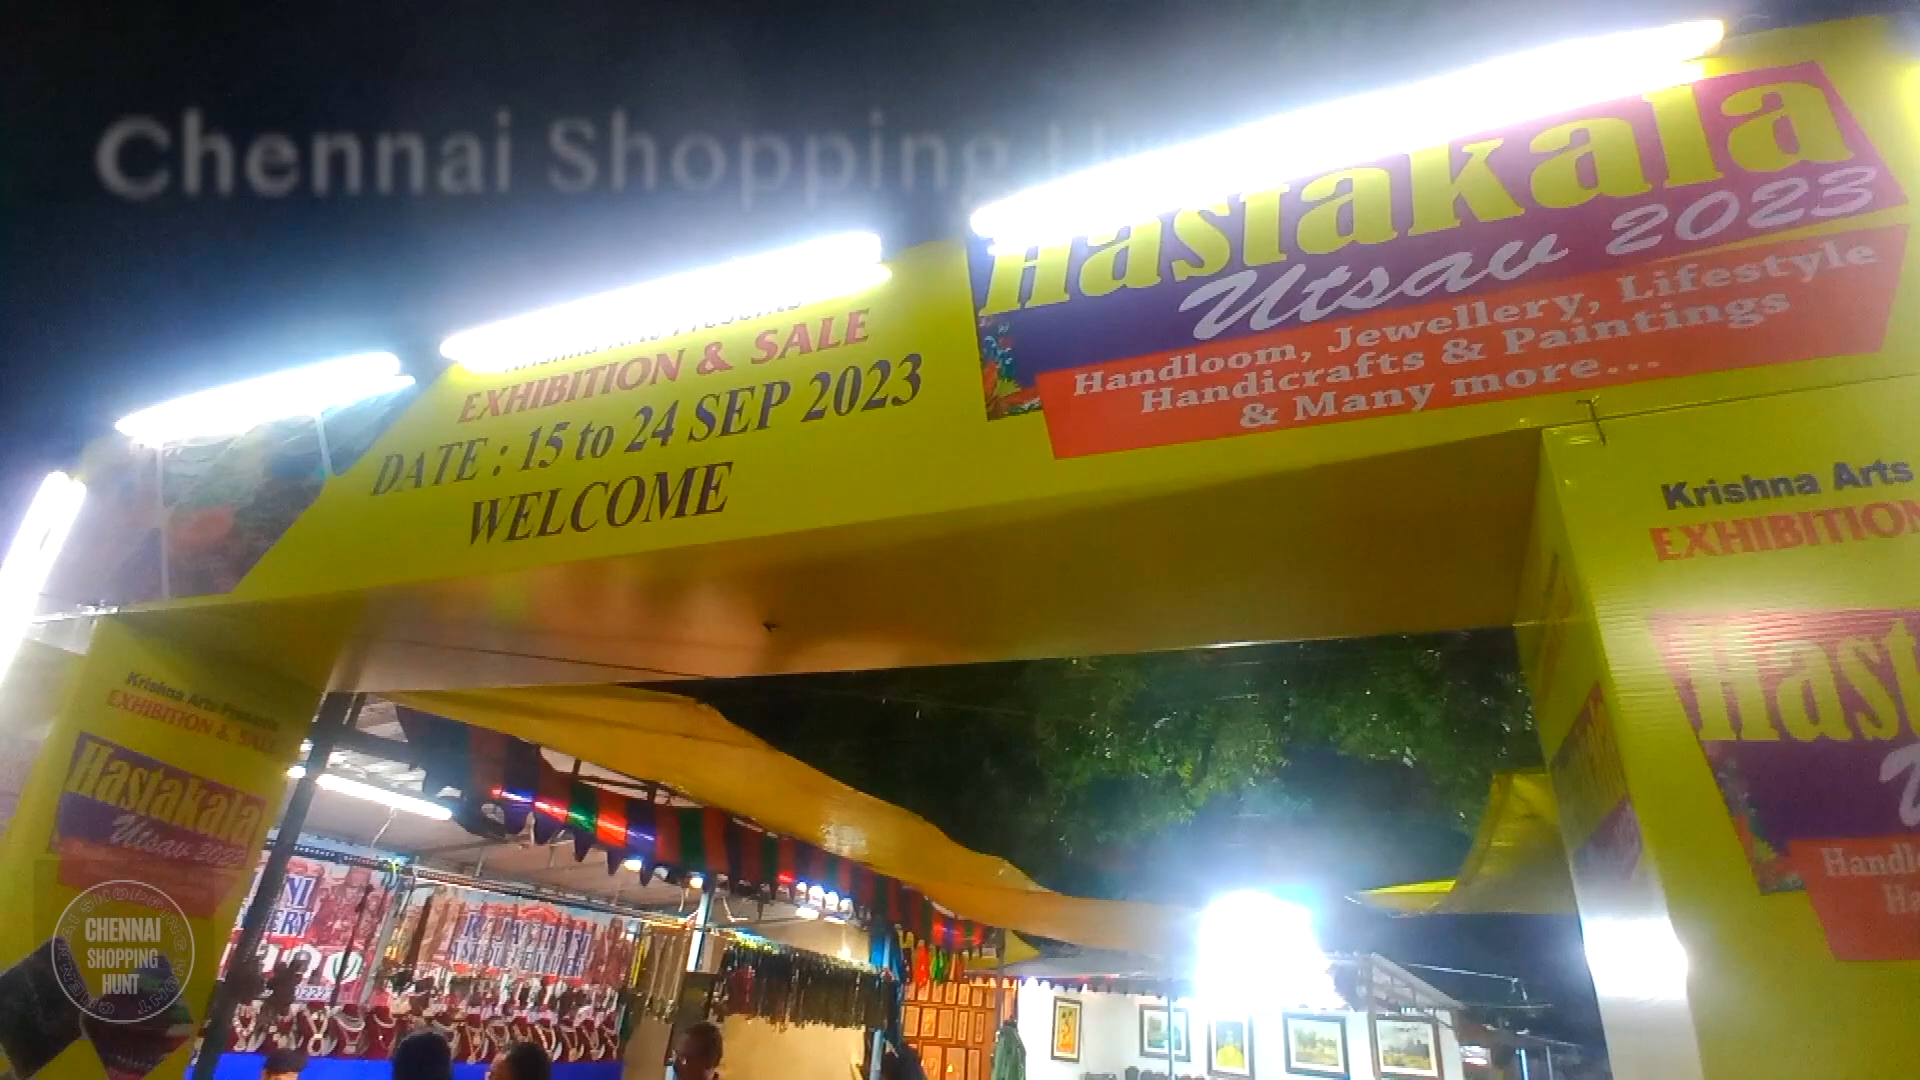 Chennai Shopping
Hastakala
Utsav 2023
Handloom, Jewellery, Lifestyle
Handicrafts & Paintings
& Many more...
EXHIBITION & SALE
DATE : 15 to 24 SEP 2023
WELCOME
Krishna Arts
EXHIBITION
Krishna Arts Presents
EXHIBITION & SALE
Hastakala
Utsav 2023
CHENNAI
SHOPPING
HUNT